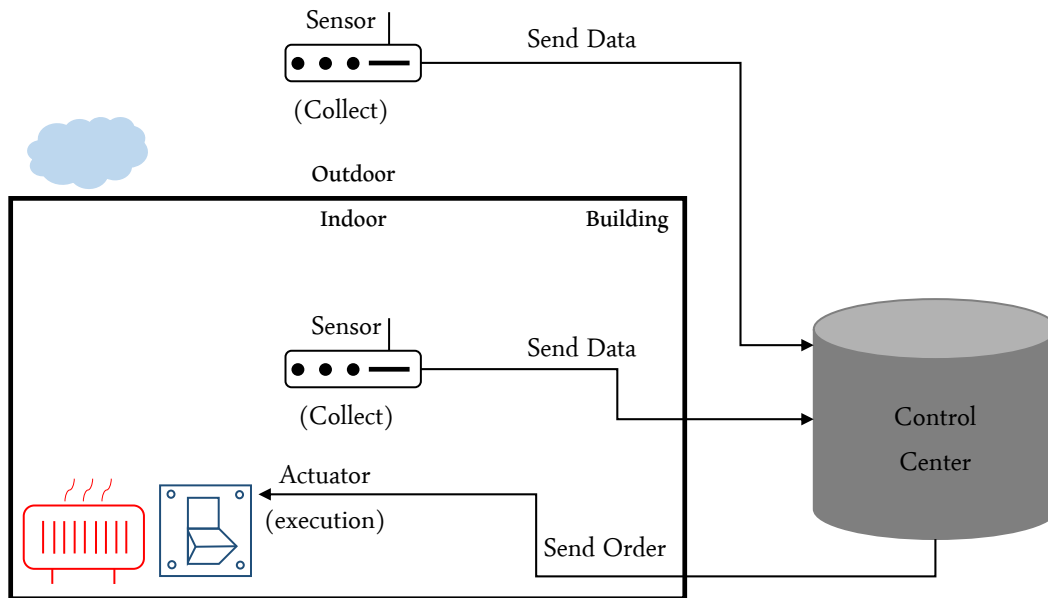 Sensor
Send Data
(Collect)
Outdoor
Indoor
Building
Sensor
Send Data
(Collect)
Control
Center
Actuator
(execution)
Send Order